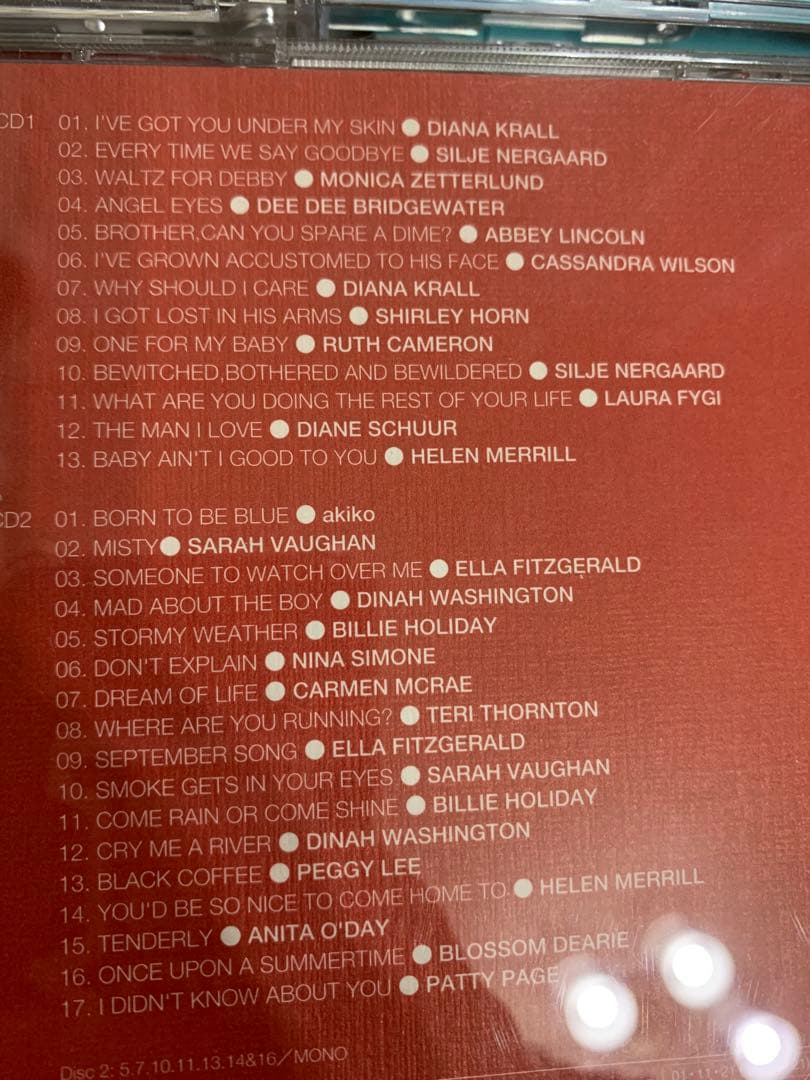 CD1 01. I'VE GOT YOU UNDER MY SKIN ● DIANA KRALL
02. EVERY TIME WE SAY GOODBYE ● SILJE NERGAARD
03. WALTZ FOR DEBBY ● MONICA ZETTERLUND
04. ANGEL EYES ● DEE DEE BRIDGEWATER
05. BROTHER,CAN YOU SPARE A DIME? ● ABBEY LINCOLN
06. I'VE GROWN ACCUSTOMED TO HIS FACE ● CASSANDRA WILSON
07. WHY SHOULD I CARE ● DIANA KRALL
08. I GOT LOST IN HIS ARMS ● SHIRLEY HORN
09. ONE FOR MY BABY ● RUTH CAMERON
10. BEWITCHED,BOTHERED AND BEWILDERED ● SILJE NERGAARD
11. WHAT ARE YOU DOING THE REST OF YOUR LIFE ● LAURA FYGI
12. THE MAN I LOVE ● DIANE SCHUUR
13. BABY AIN'T I GOOD TO YOU ● HELEN MERRILL
CD2 01. BORN TO BE BLUE ● akiko
02. MISTY ● SARAH VAUGHAN
03. SOMEONE TO WATCH OVER ME ● ELLA FITZGERALD
04. MAD ABOUT THE BOY ● DINAH WASHINGTON
05. STORMY WEATHER ● BILLIE HOLIDAY
06. DON'T EXPLAIN ● NINA SIMONE
07. DREAM OF LIFE ● CARMEN MCRAE
08. WHERE ARE YOU RUNNING? ● TERI THORNTON
09. SEPTEMBER SONG ● ELLA FITZGERALD
10. SMOKE GETS IN YOUR EYES ● SARAH VAUGHAN
11. COME RAIN OR COME SHINE ● BILLIE HOLIDAY
12. CRY ME A RIVER ● DINAH WASHINGTON
13. BLACK COFFEE ● PEGGY LEE
14. YOU'D BE SO NICE TO COME HOME TO ● HELEN MERRILL
15. TENDERLY ● ANITA O'DAY
16. ONCE UPON A SUMMERTIME ● BLOSSOM DEARIE
17. I DIDN'T KNOW ABOUT YOU ● PATTY PAGE
Disc 2: 5.7.10.11.13.14&16/MONO